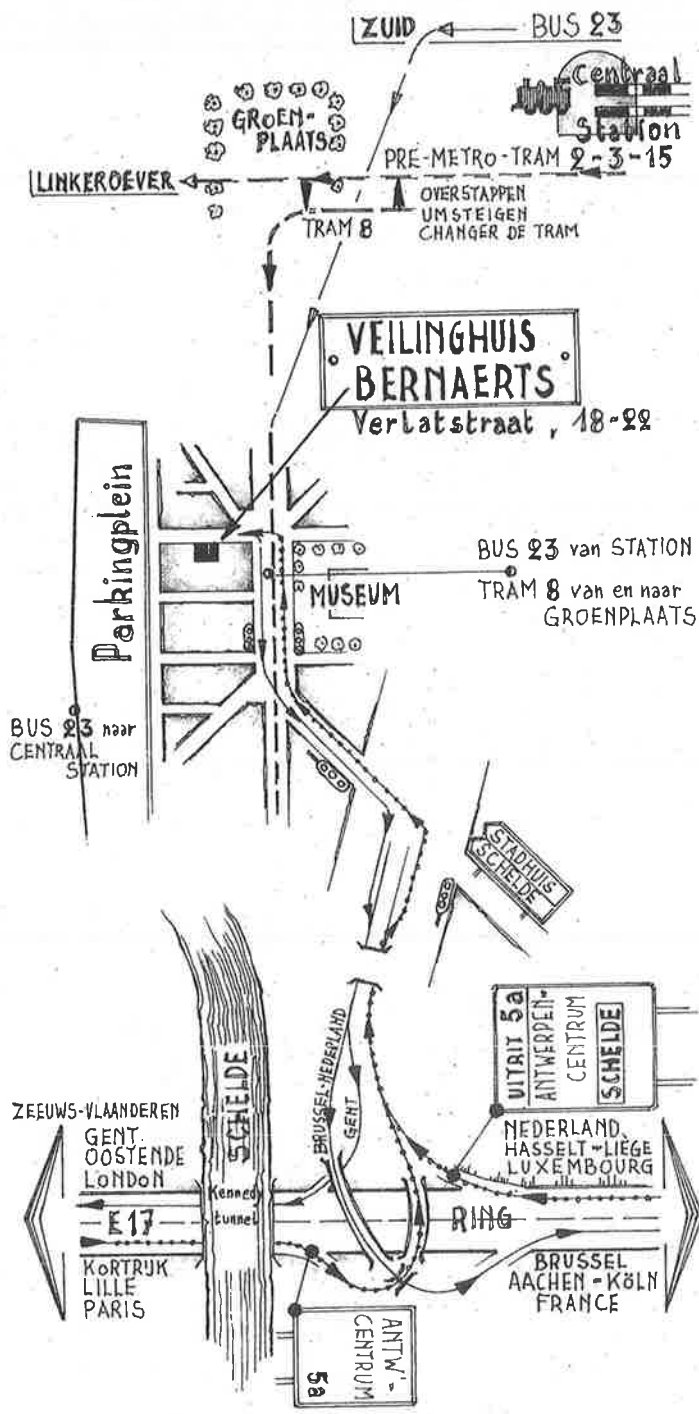 ZUID
BUS 23
Centraal
Station
GROEN-
PLAATS
PRE-METRO-TRAM 2-3-15
LINKEROEVER
OVERSTAPPEN
UMSTEIGEN
CHANGER DE TRAM
TRAM 8
VEILINGHUIS
BERNAERTS
Verlatstraat, 18-22
Parkingplein
MUSEUM
BUS 23 van STATION
TRAM 8 van en naar
GROENPLAATS
BUS 23 naar
CENTRAAL
STATION
STADHUIS
SCHELDE
UITRIT 5a
ANTWERPEN-
CENTRUM
SCHELDE
SCHELDE
BRUSSEL-NEDERLAND
GENT
ZEEUWS-VLAANDEREN
GENT.
OOSTENDE
LONDON
NEDERLAND
HASSELT-LIÈGE
LUXEMBOURG
Kenned
tunnel
E17
RING
KORTRIJK
LILLE
PARIS
BRUSSEL
AACHEN-KÖLN
FRANCE
ANTW'-
CENTRUM
5a